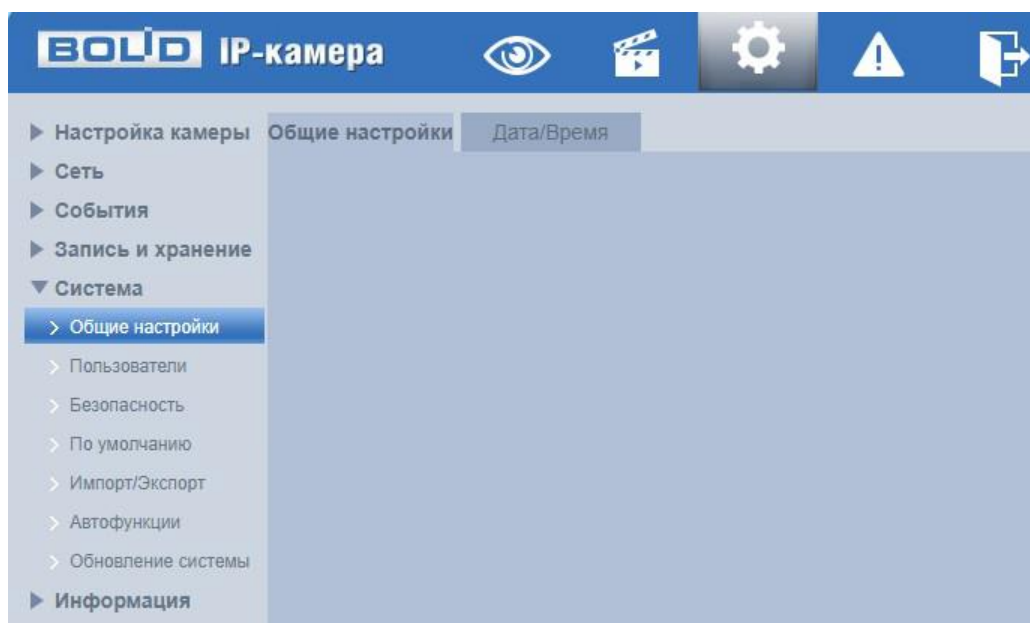 BOLID IP-камера
Общие настройки Дата/Время
Настройка камеры
Сеть
События
Запись и хранение
Система
Общие настройки
Пользователи
Безопасность
По умолчанию
Импорт/Экспорт
Автофункции
Обновление системы
Информация